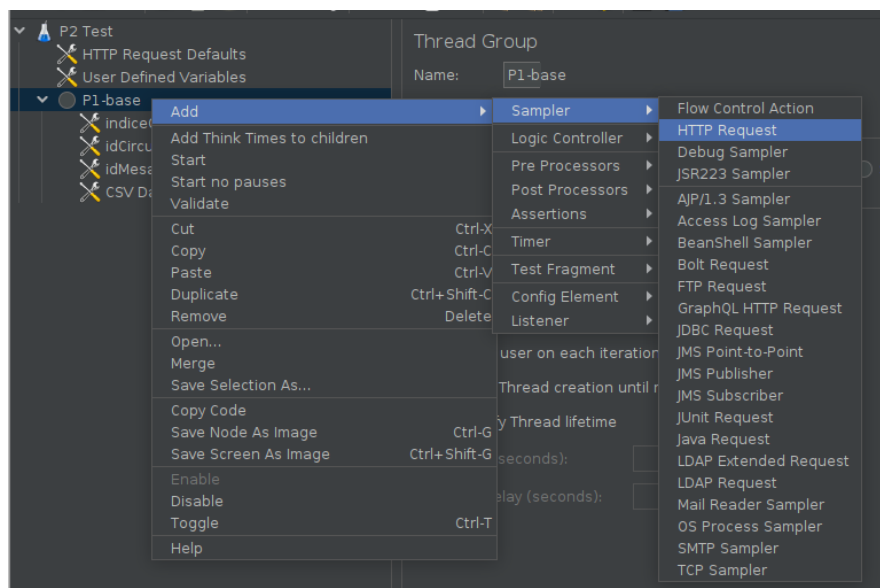 P2 Test
HTTP Request Defaults
User Defined Variables
P1-base
indice
idCircu
idMesa
CSV Da
Thread Group
Name: P1-base
Add
Add Think Times to children
Start
Start no pauses
Validate
Cut Ctrl-X
Copy Ctrl-C
Paste Ctrl-V
Duplicate Ctrl+Shift-C
Remove Delete
Open...
Merge
Save Selection As...
Copy Code
Save Node As Image Ctrl-G
Save Screen As Image Ctrl+Shift-G
Enable
Disable
Toggle Ctrl-T
Help
Sampler
Logic Controller
Pre Processors
Post Processors
Assertions
Timer
Test Fragment
Config Element
Listener
user on each iteration
Thread creation until
y Thread lifetime
seconds):
elay (seconds):
Flow Control Action
HTTP Request
Debug Sampler
JSR223 Sampler
AJP/1.3 Sampler
Access Log Sampler
BeanShell Sampler
Bolt Request
FTP Request
GraphQL HTTP Request
JDBC Request
JMS Point-to-Point
JMS Publisher
JMS Subscriber
JUnit Request
Java Request
LDAP Extended Request
LDAP Request
Mail Reader Sampler
OS Process Sampler
SMTP Sampler
TCP Sampler